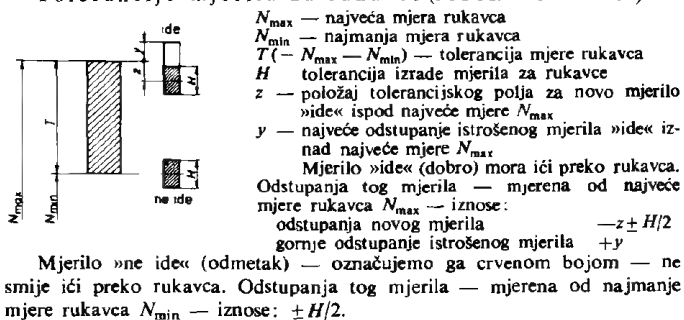 N_max — najveća mjera rukavca
N_min — najmanja mjera rukavca
T (— N_max — N_min) — tolerancija mjere rukavca
H tolerancija izrade mjerila za rukavce
z — položaj tolerancijskog polja za novo mjerilo
»ide« ispod najveće mjere N_max
y — najveće odstupanje istrošenog mjerila »ide« iz-
nad najveće mjere N_max
Mjerilo »ide« (dobro) mora ići preko rukavca.
Odstupanja tog mjerila — mjerena od najveće
mjere rukavca N_max — iznose:
odstupanja novog mjerila —z ± H/2
gornje odstupanje istrošenog mjerila +y
Mjerilo »ne ide« (odmetak) — označujemo ga crvenom bojom — ne
smije ići preko rukavca. Odstupanja tog mjerila — mjerena od najmanje
mjere rukavca N_min — iznose: ± H/2.
ide
y
z
H
T
H
ne ide
N_max
N_min